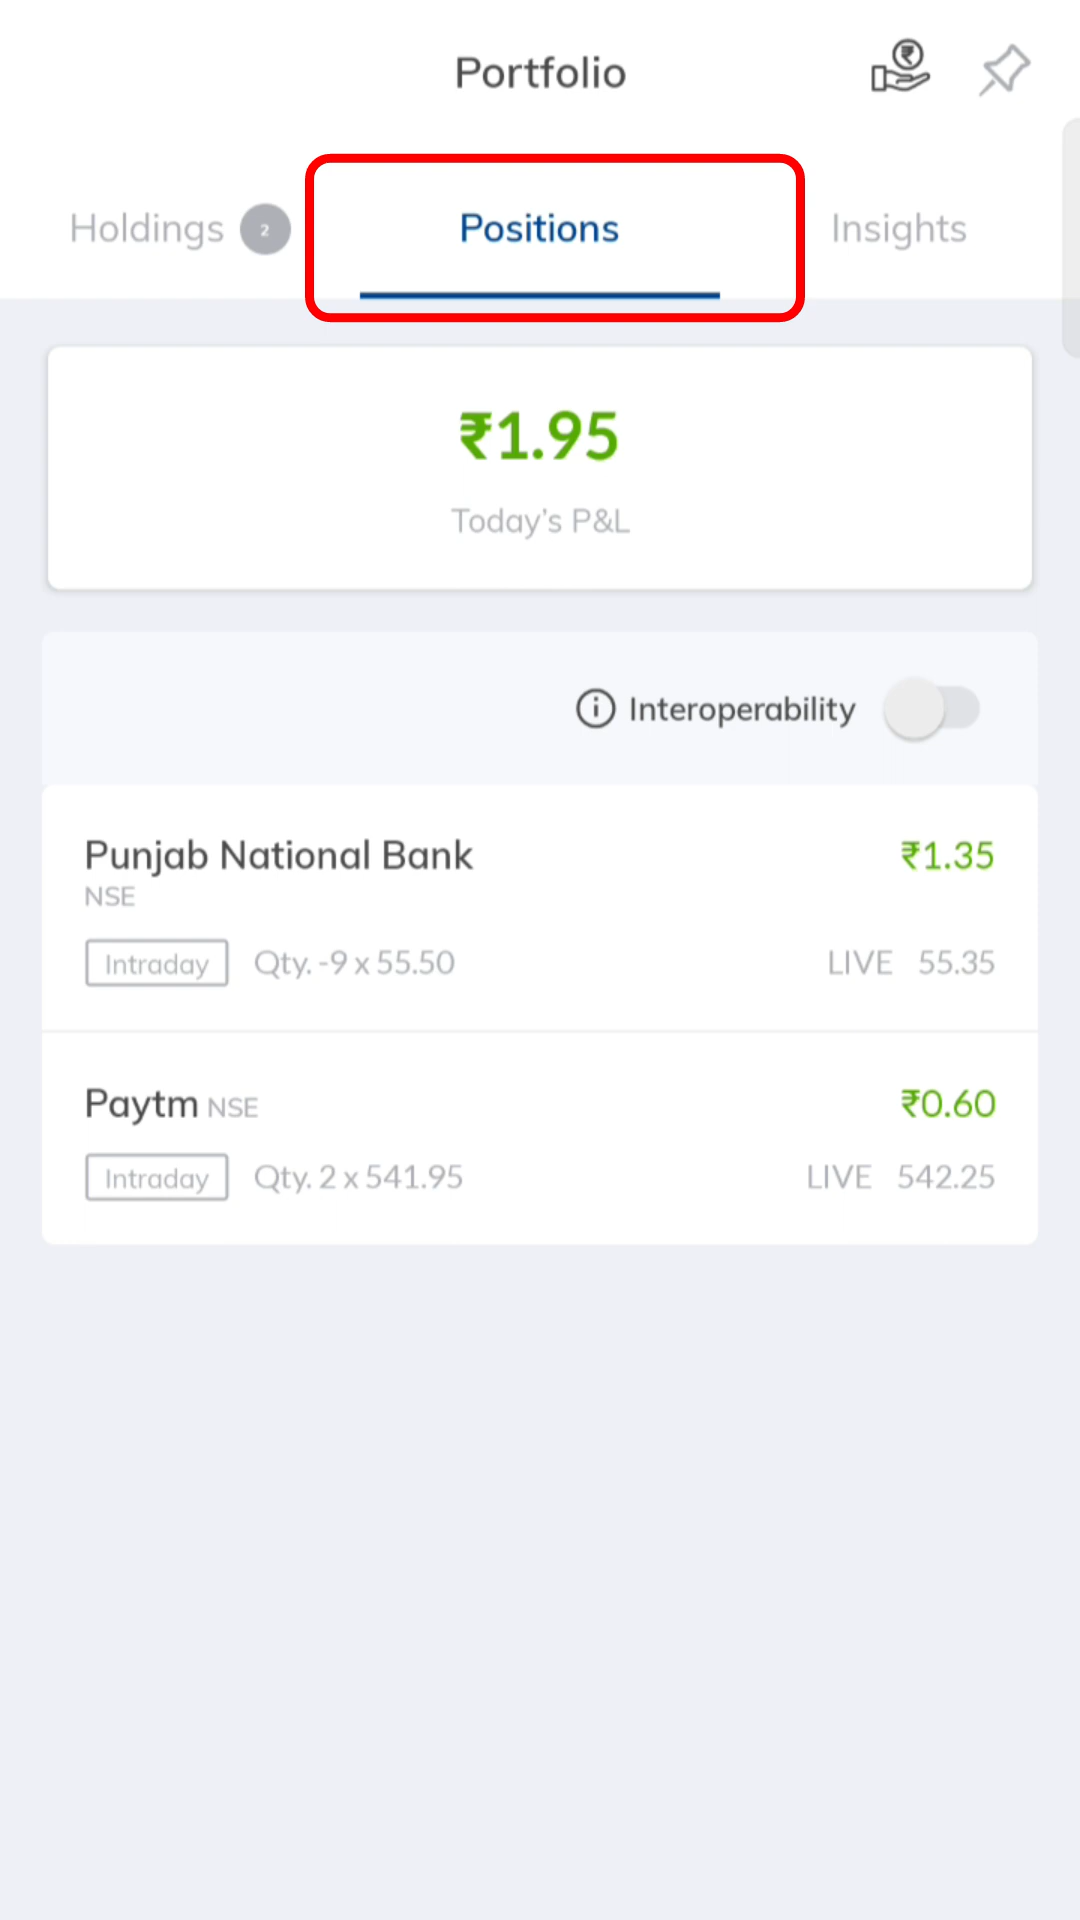 Portfolio
Holdings 2 Positions Insights
₹1.95
Today's P&L
Interoperability
Punjab National Bank ₹1.35
NSE
Intraday Qty. -9 x 55.50 LIVE 55.35
Paytm NSE ₹0.60
Intraday Qty. 2 x 541.95 LIVE 542.25